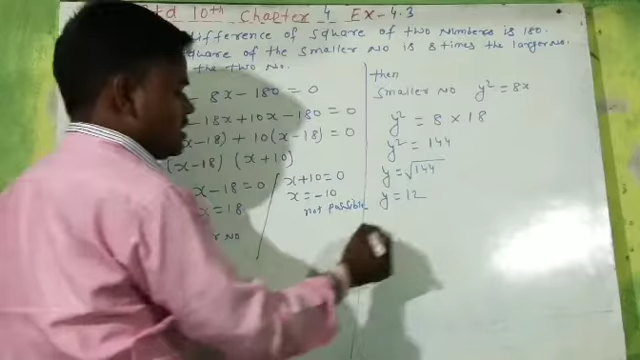 Std 10th Chapter 4 Ex-4.3
ifference of square of two numbers is 180.
quare of the smaller no is 8 times the larger no.
the two no.
- 8x - 180 = 0
- 18x + 10x - 180 = 0
x-18) + 10(x-18) = 0
(x-18) (x+10)
x-18 = 0
x = 18
no
x+10=0
x = -10
not possible
then
Smaller no y² = 8x
y² = 8 × 18
y² = 144
y = √144
y = 12